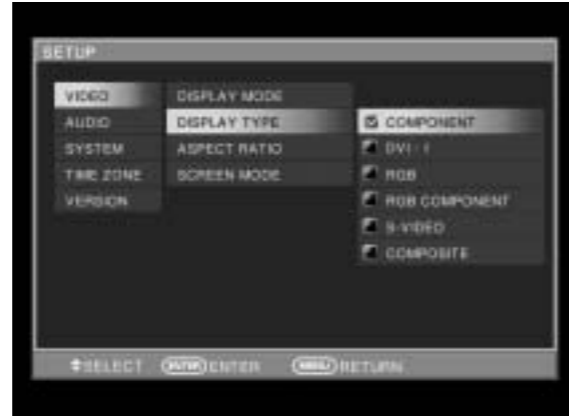 SETUP
VIDEO
AUDIO
SYSTEM
TIME ZONE
VERSION
DISPLAY MODE
DISPLAY TYPE
ASPECT RATIO
SCREEN MODE
COMPONENT
DVI - I
RGB
RGB COMPONENT
S-VIDEO
COMPOSITE
SELECT ENTER ENTER MENU RETURN